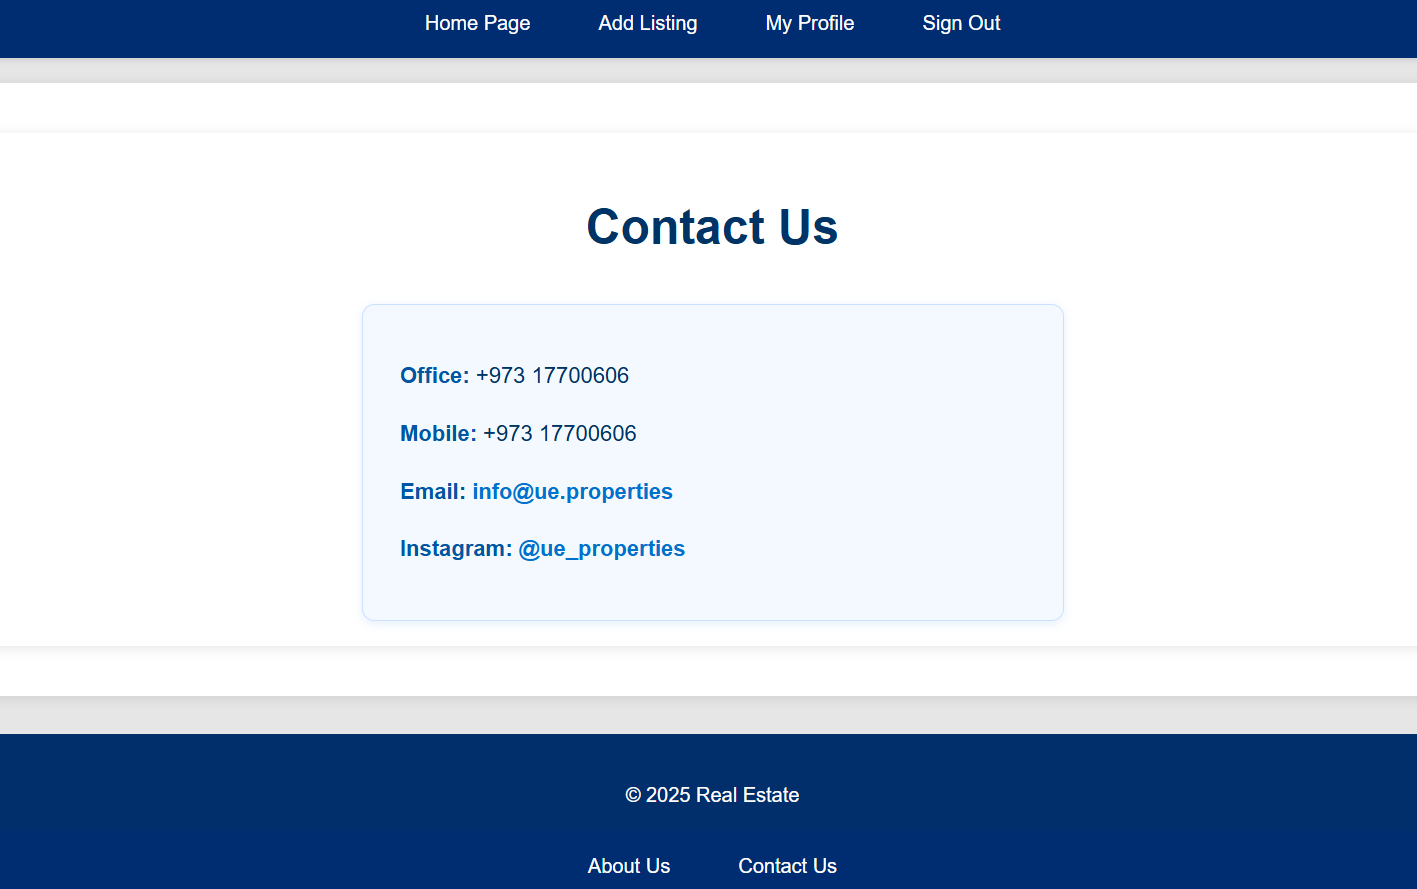 Home Page Add Listing My Profile Sign Out
Contact Us
Office: +973 17700606
Mobile: +973 17700606
Email: info@ue.properties
Instagram: @ue_properties
© 2025 Real Estate
About Us Contact Us